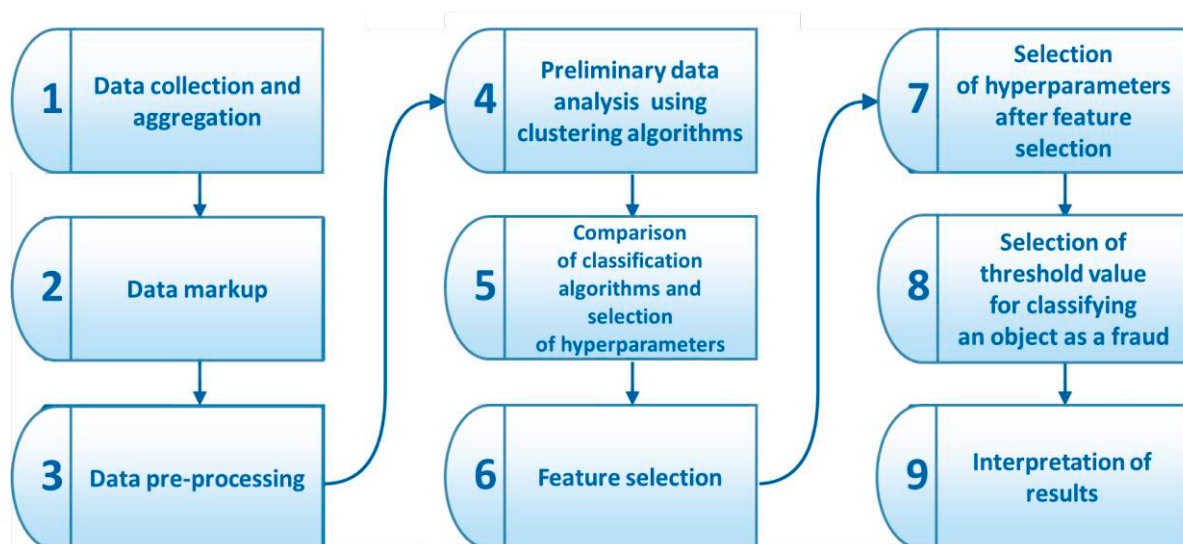 1
Data collection and
aggregation
2
Data markup
3
Data pre-processing
4
Preliminary data
analysis using
clustering algorithms
5
Comparison
of classification
algorithms and
selection
of hyperparameters
6
Feature selection
7
Selection
of hyperparameters
after feature
selection
8
Selection of
threshold value
for classifying
an object as a fraud
9
Interpretation of
results